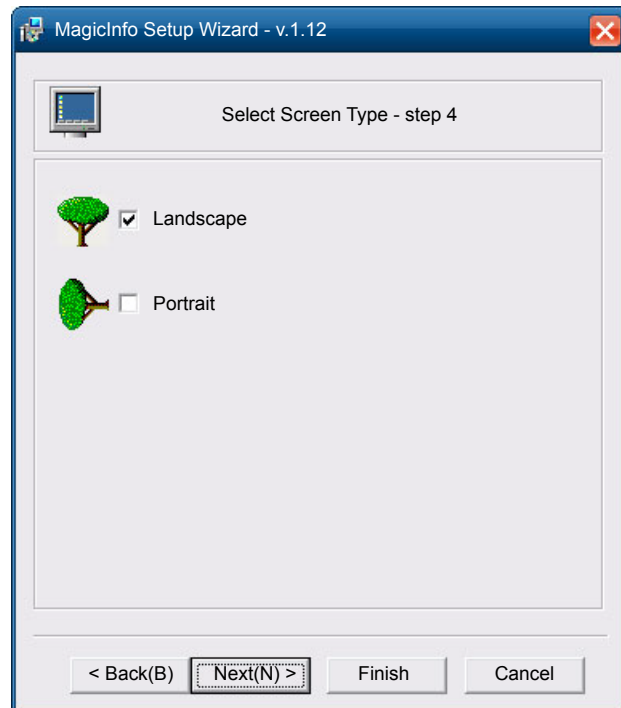 MagicInfo Setup Wizard - v.1.12
Select Screen Type - step 4
Landscape
Portrait
< Back(B) Next(N) > Finish Cancel